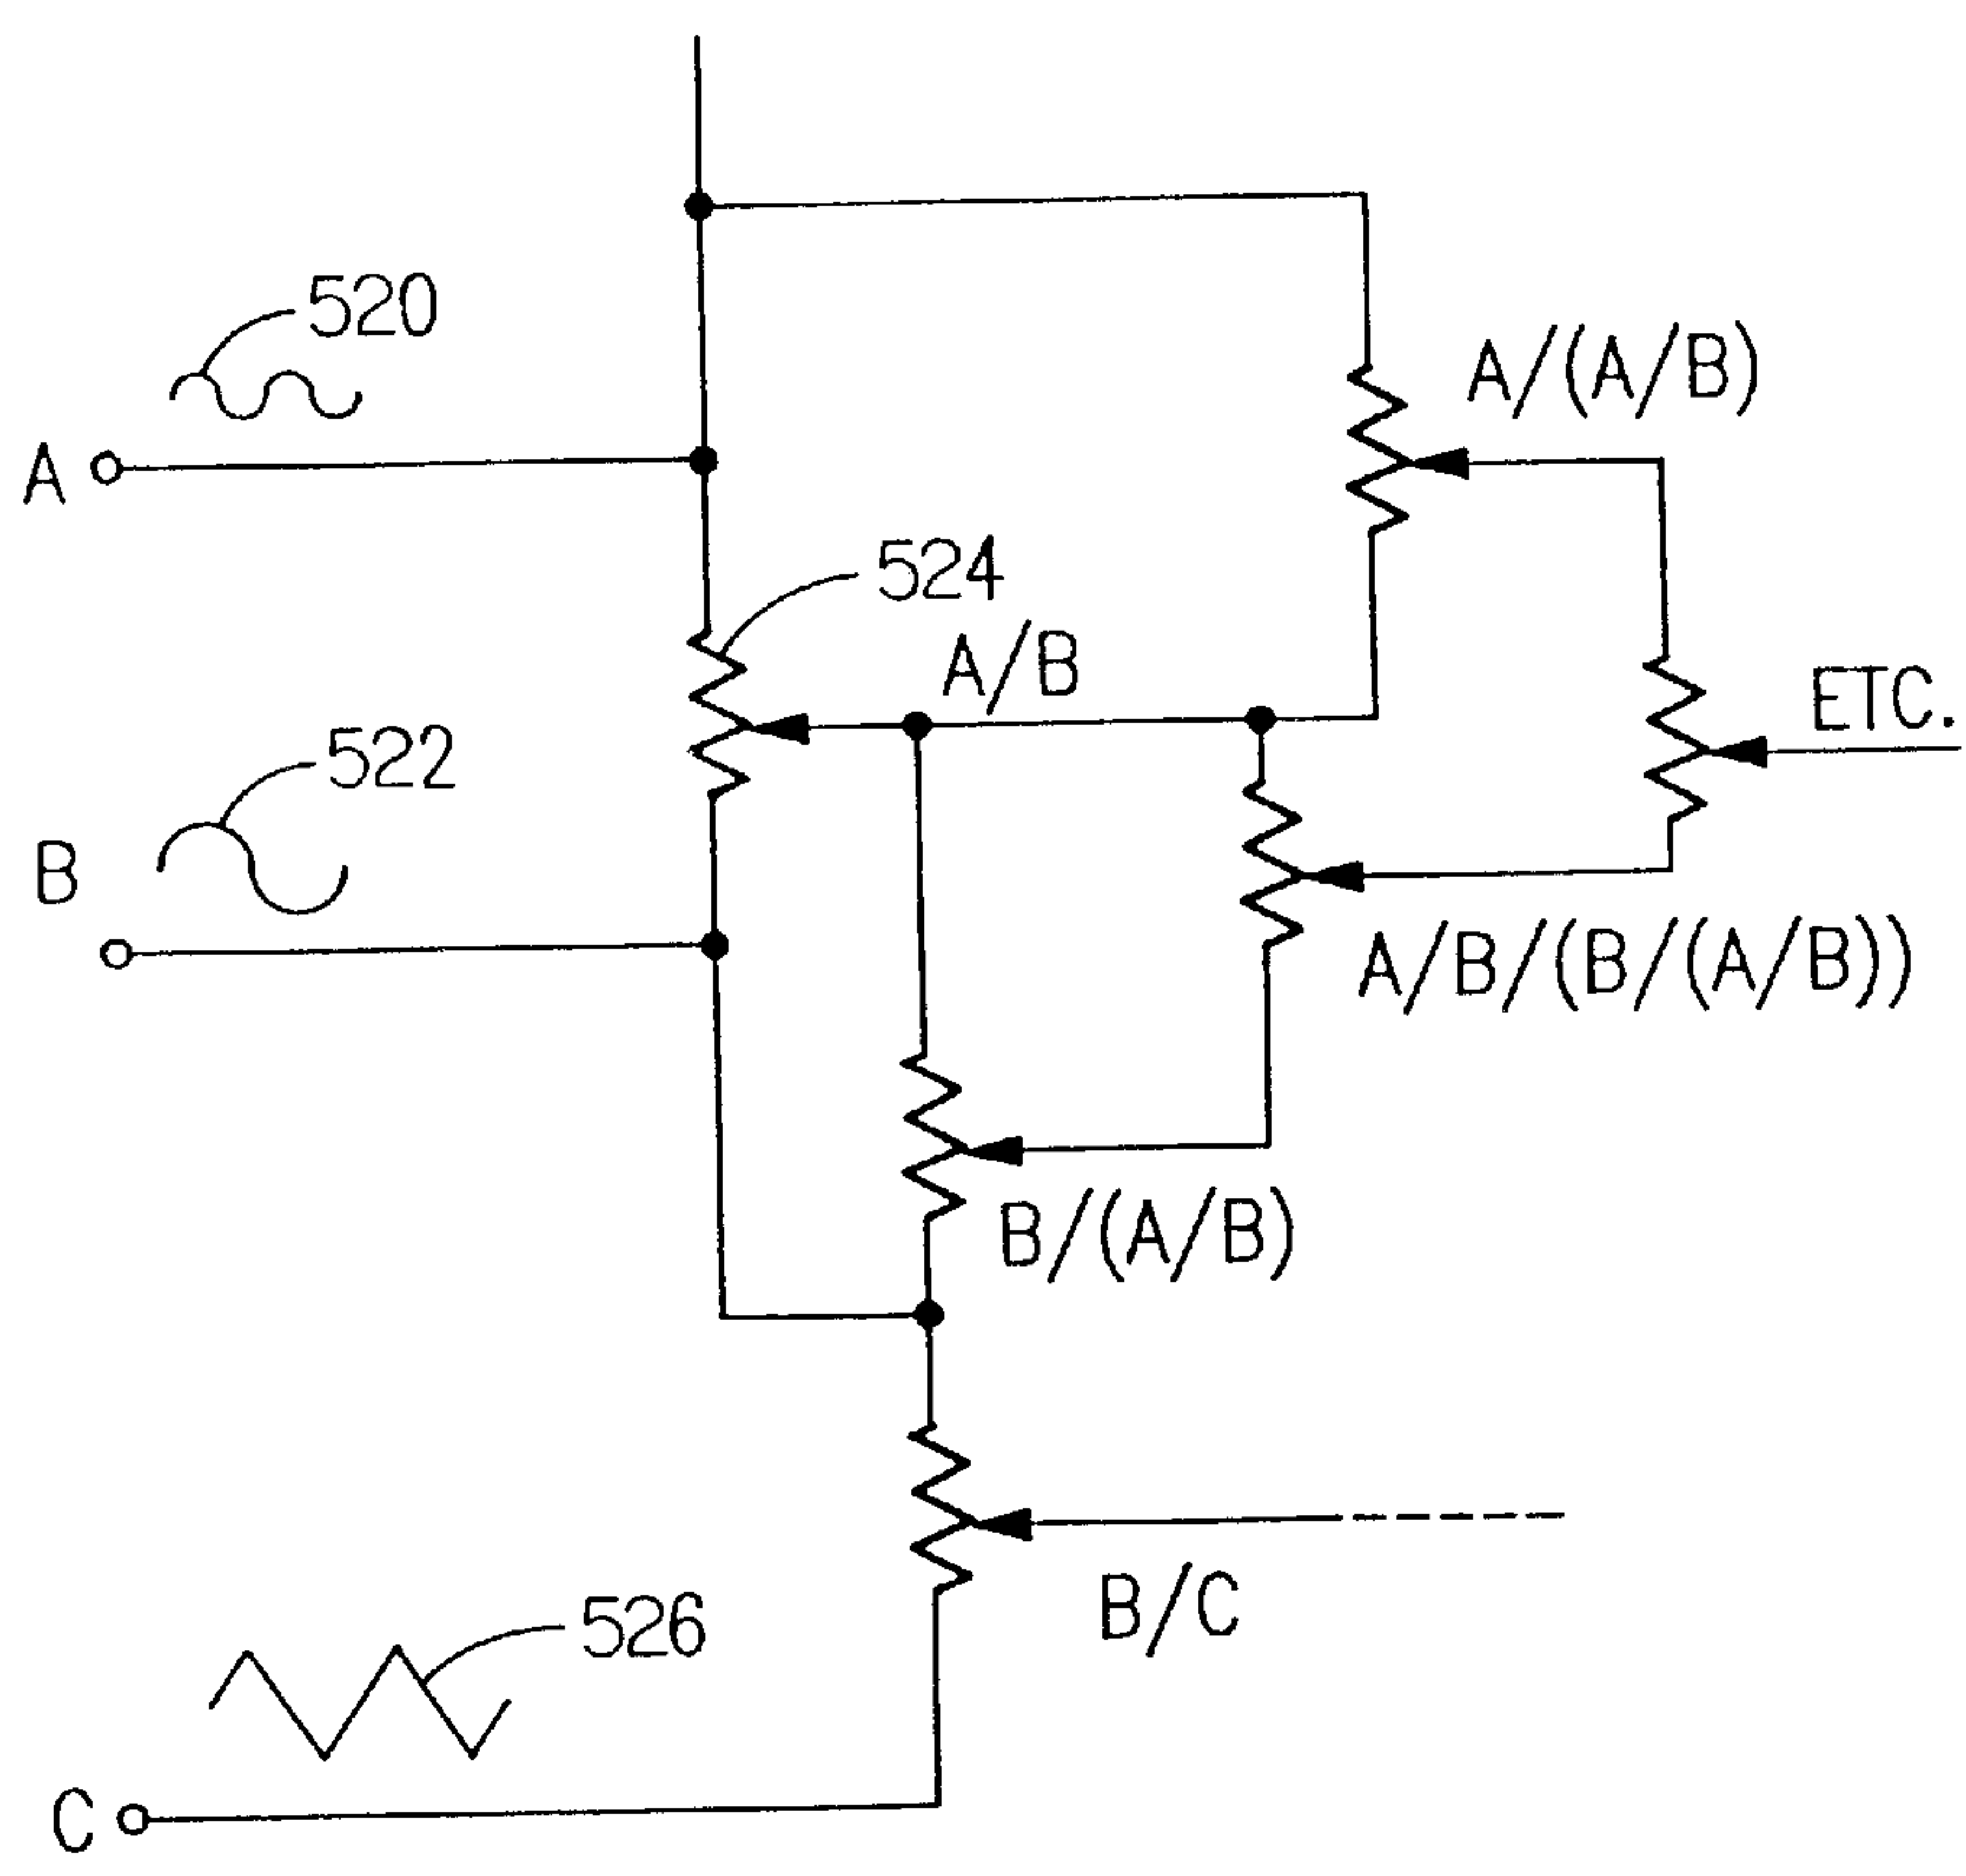 520
A/(A/B)
A
524
A/B
ETC.
522
B
A/B/(B/(A/B))
B/(A/B)
B/C
526
C